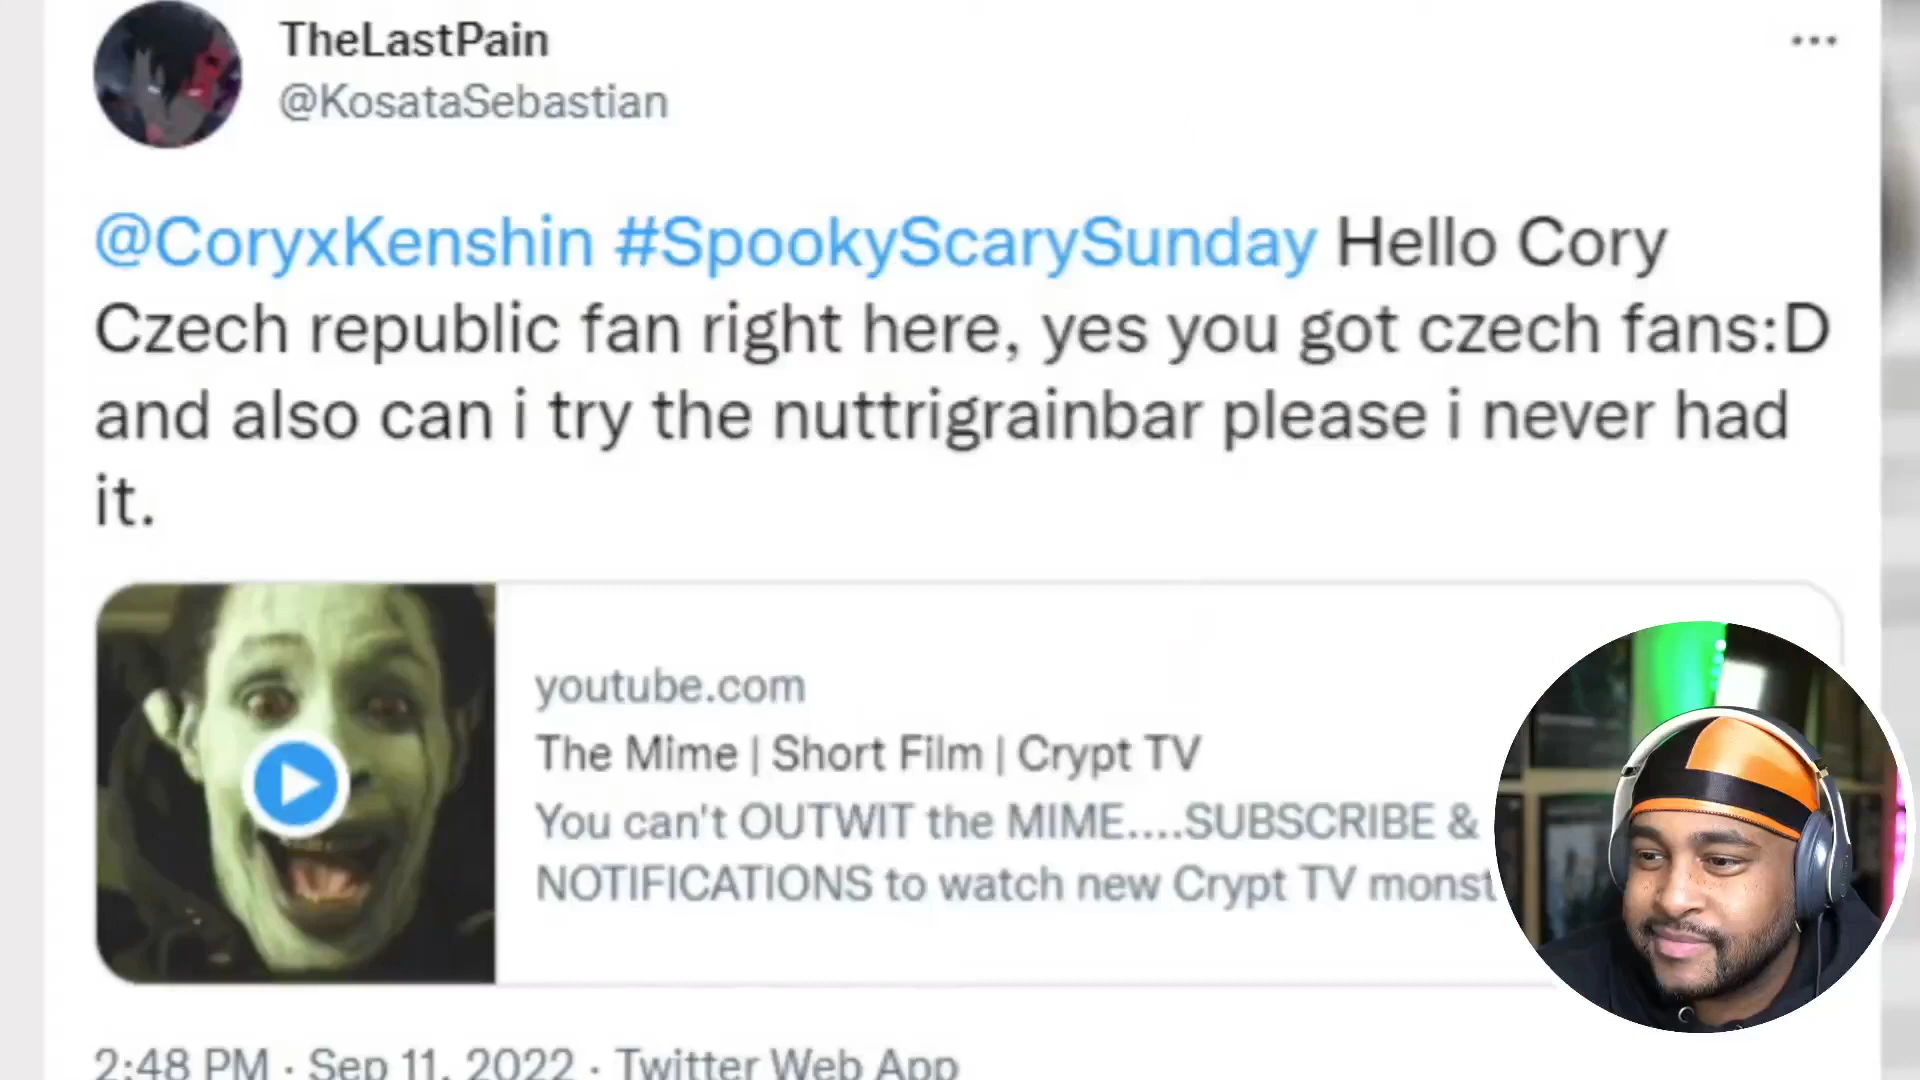 TheLastPain
@KosataSebastian
@CoryxKenshin #SpookyScarySunday Hello Cory
Czech republic fan right here, yes you got czech fans:D
and also can i try the nuttrigrainbar please i never had
it.
youtube.com
The Mime | Short Film | Crypt TV
You can't OUTWIT the MIME....SUBSCRIBE &
NOTIFICATIONS to watch new Crypt TV monst
2:48 PM · Sep 11, 2022 · Twitter Web App